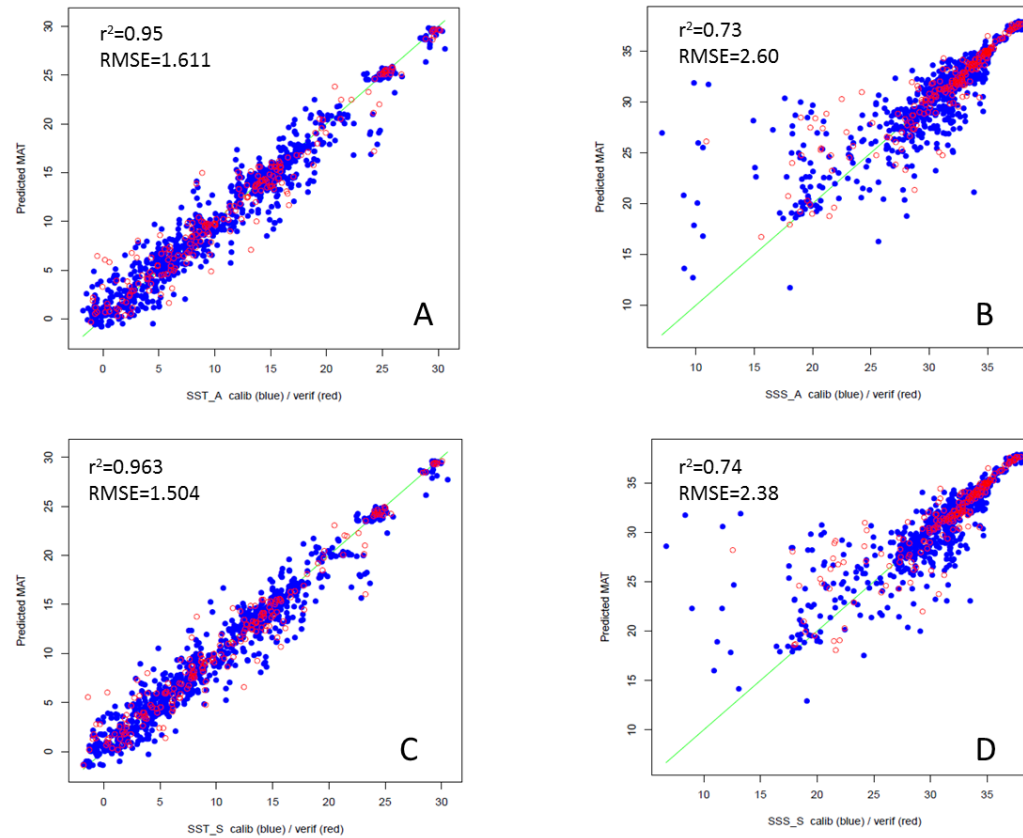 r²=0.95
RMSE=1.611
Predicted MAT
30
25
20
15
10
5
0
A
0 5 10 15 20 25 30
SST_A calib (blue) / verif (red)
r²=0.73
RMSE=2.60
Predicted MAT
35
30
25
20
15
10
B
10 15 20 25 30 35
SSS_A calib (blue) / verif (red)
r²=0.963
RMSE=1.504
Predicted MAT
30
25
20
15
10
5
0
C
0 5 10 15 20 25 30
SST_S calib (blue) / verif (red)
r²=0.74
RMSE=2.38
Predicted MAT
35
30
25
20
15
10
D
10 15 20 25 30 35
SSS_S calib (blue) / verif (red)